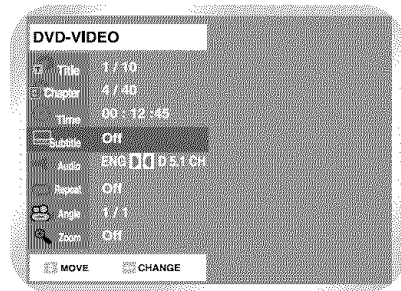 DVD-VIDEO
Title 1 / 10
Chapter 4 / 40
Time 00 : 12 :45
Subtitle Off
Audio ENG D 5.1 CH
Repeat Off
Angle 1 / 1
Zoom Off
MOVE CHANGE